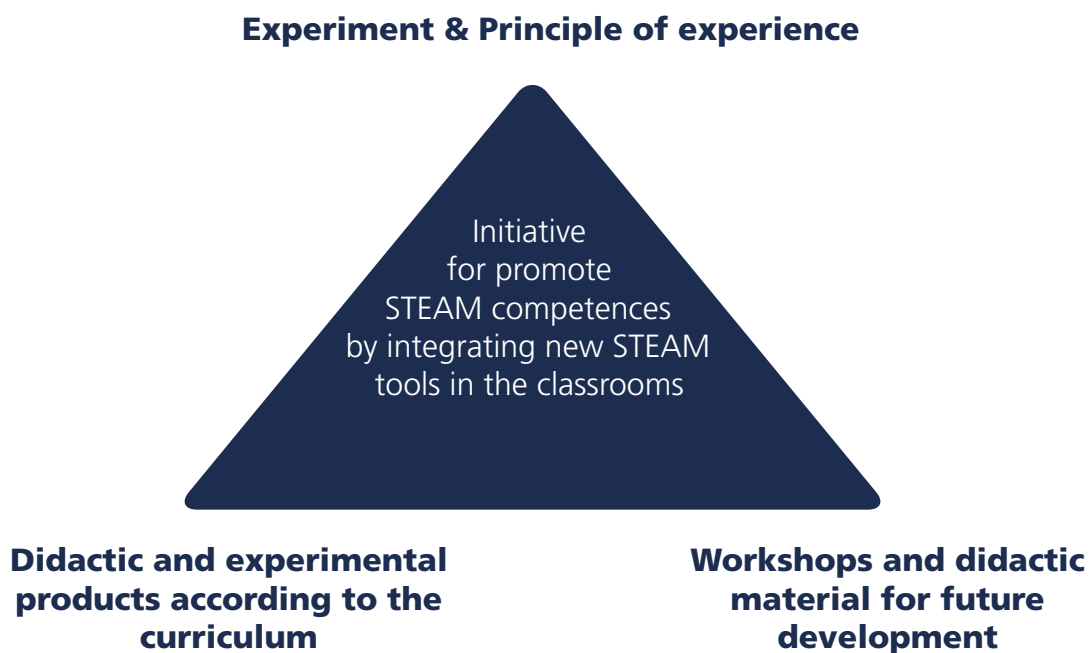 Experiment & Principle of experience
Initiative
for promote
STEAM competences
by integrating new STEAM
tools in the classrooms
Didactic and experimental
products according to the
curriculum
Workshops and didactic
material for future
development